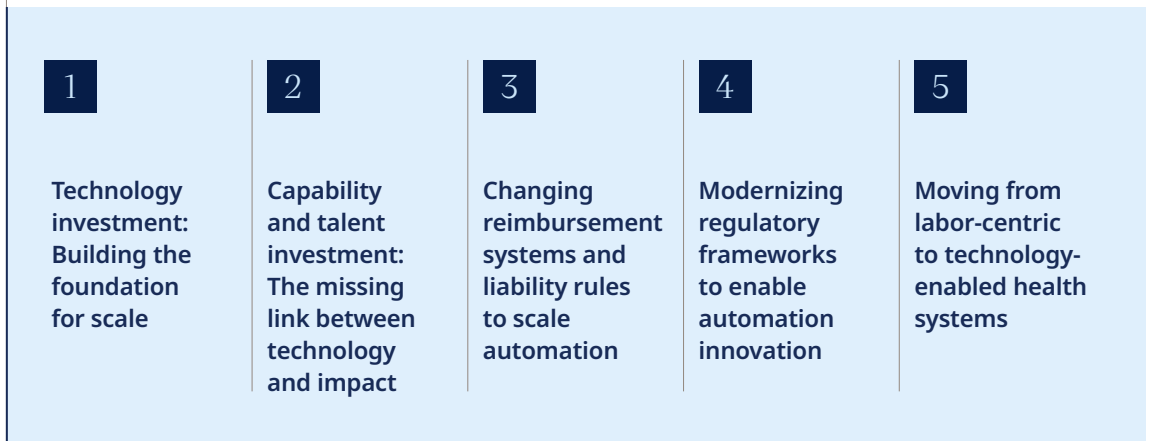 1
Technology
investment:
Building the
foundation
for scale
2
Capability
and talent
investment:
The missing
link between
technology
and impact
3
Changing
reimbursement
systems and
liability rules
to scale
automation
4
Modernizing
regulatory
frameworks
to enable
automation
innovation
5
Moving from
labor-centric
to technology-
enabled health
systems